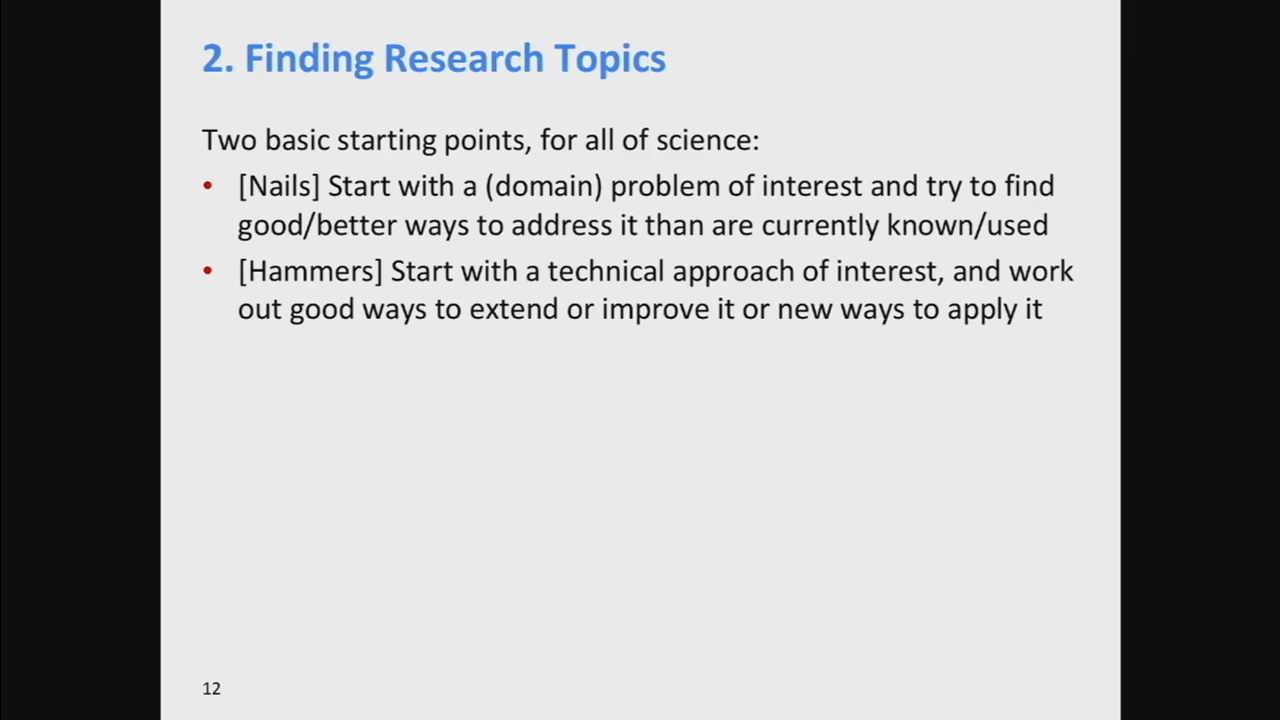 2. Finding Research Topics
Two basic starting points, for all of science:
• [Nails] Start with a (domain) problem of interest and try to find
good/better ways to address it than are currently known/used
• [Hammers] Start with a technical approach of interest, and work
out good ways to extend or improve it or new ways to apply it
12